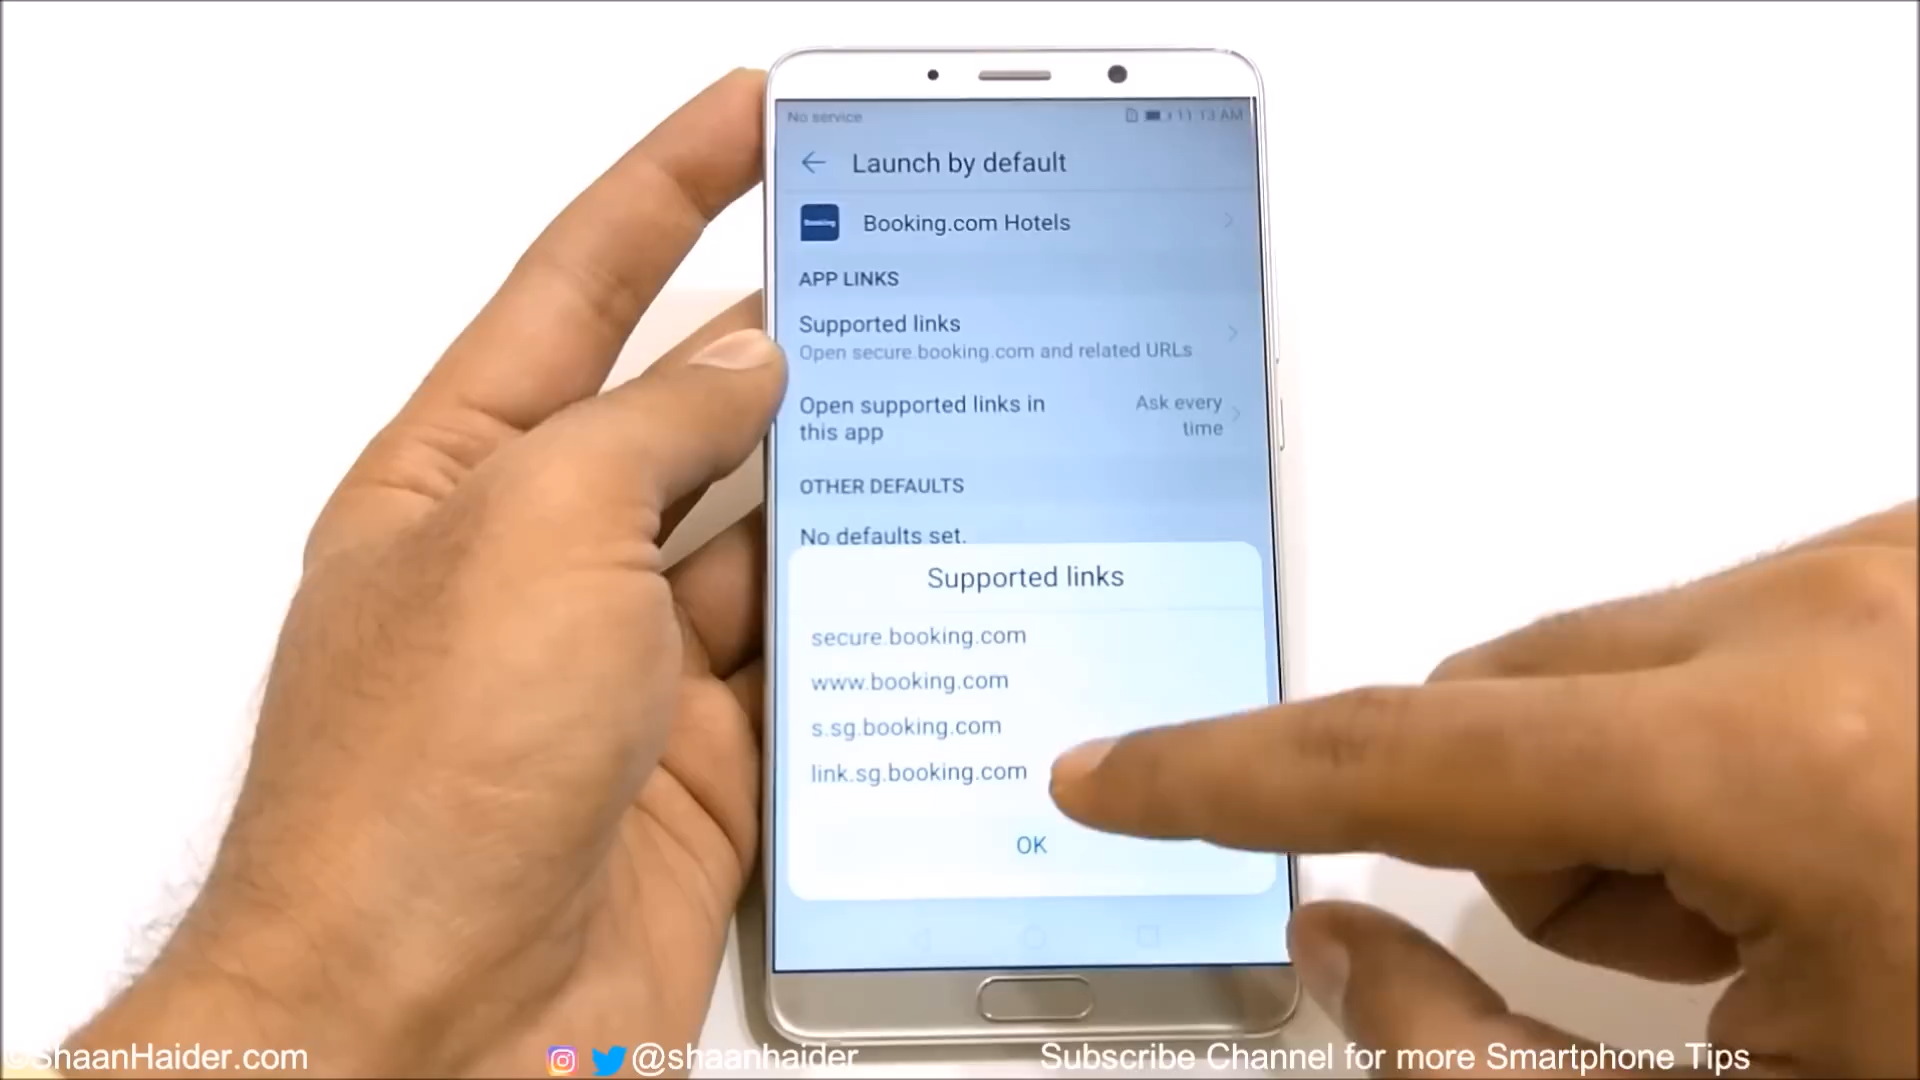 No service
11:13 AM
Launch by default
Booking.com Hotels
APP LINKS
Supported links
Open secure.booking.com and related URLs
Open supported links in
this app
Ask every
time
OTHER DEFAULTS
No defaults set.
Supported links
secure.booking.com
www.booking.com
s.sg.booking.com
link.sg.booking.com
OK
©ShaanHaider.com
@shaanhaider
Subscribe Channel for more Smartphone Tips